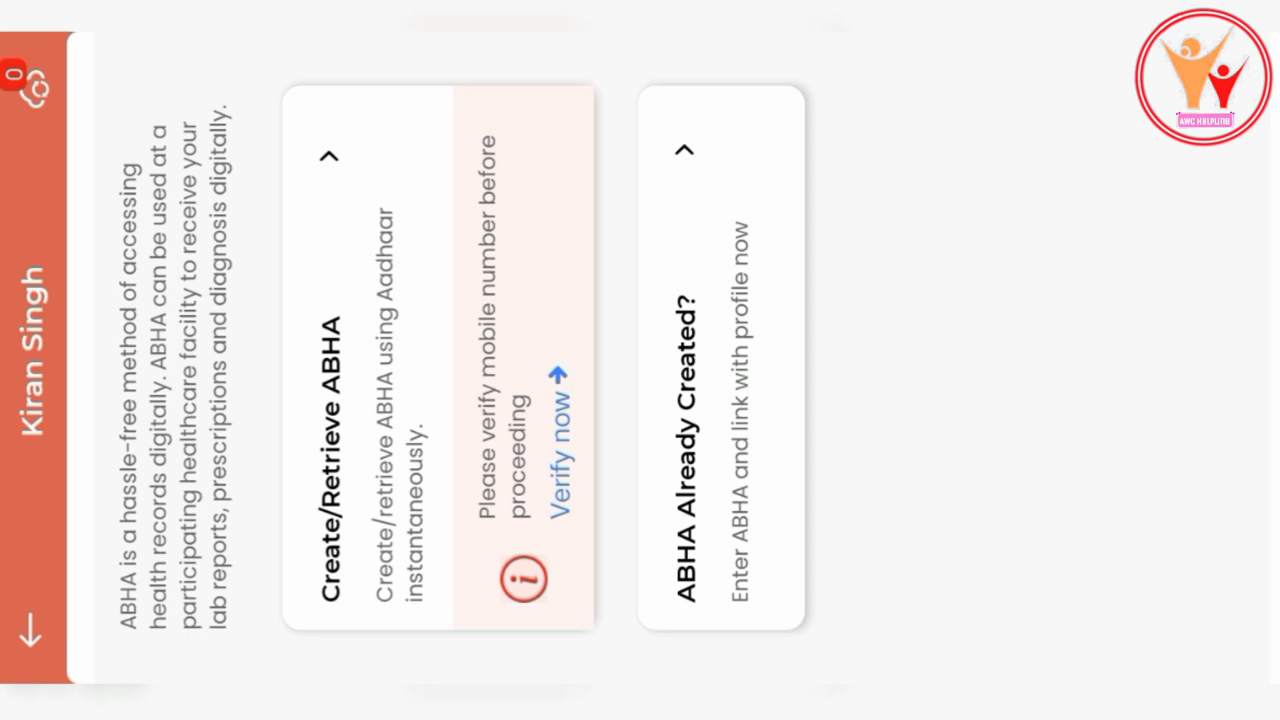 Kiran Singh
0
ABHA is a hassle-free method of accessing
health records digitally. ABHA can be used at a
participating healthcare facility to receive your
lab reports, prescriptions and diagnosis digitally.
Create/Retrieve ABHA
Create/retrieve ABHA using Aadhaar
instantaneously.
Please verify mobile number before
proceeding
Verify now →
ABHA Already Created?
Enter ABHA and link with profile now
AWC HELPLINE